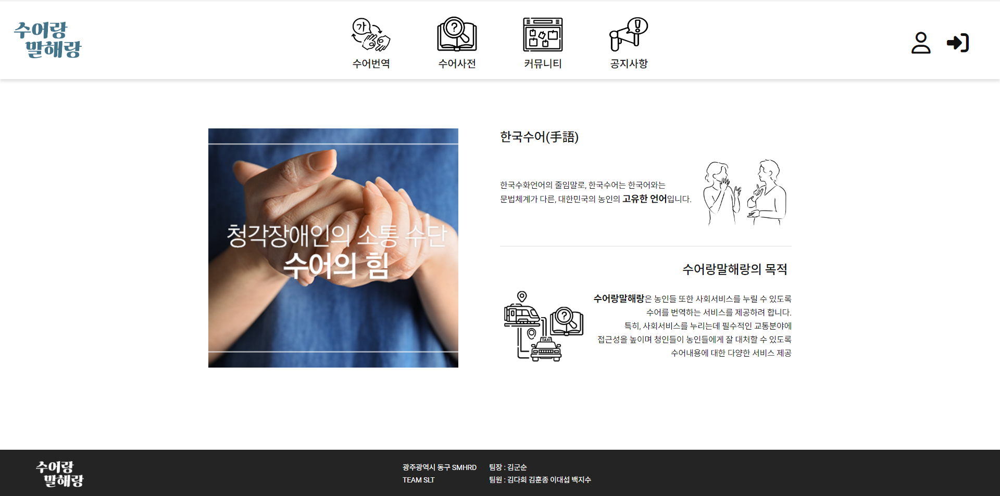 수어랑
말해랑
가
수어번역
수어사전
커뮤니티
공지사항
청각장애인의 소통 수단
수어의 힘
한국수어(手語)
한국수화언어의 줄임말로, 한국수어는 한국어와는
문법체계가 다른, 대한민국의 농인의 고유한 언어입니다.
수어랑말해랑의 목적
TAXI
수어랑말해랑은 농인들 또한 사회서비스를 누릴 수 있도록
수어를 번역하는 서비스를 제공하려 합니다.
특히, 사회서비스를 누리는데 필수적인 교통분야에
접근성을 높이며 청인들이 농인들에게 잘 대처할 수 있도록
수어내용에 대한 다양한 서비스 제공
수어랑
말해랑
광주광역시 동구 SMHRD
TEAM SLT
팀장 : 김군순
팀원 : 김다희 김훈종 이대섭 백지수